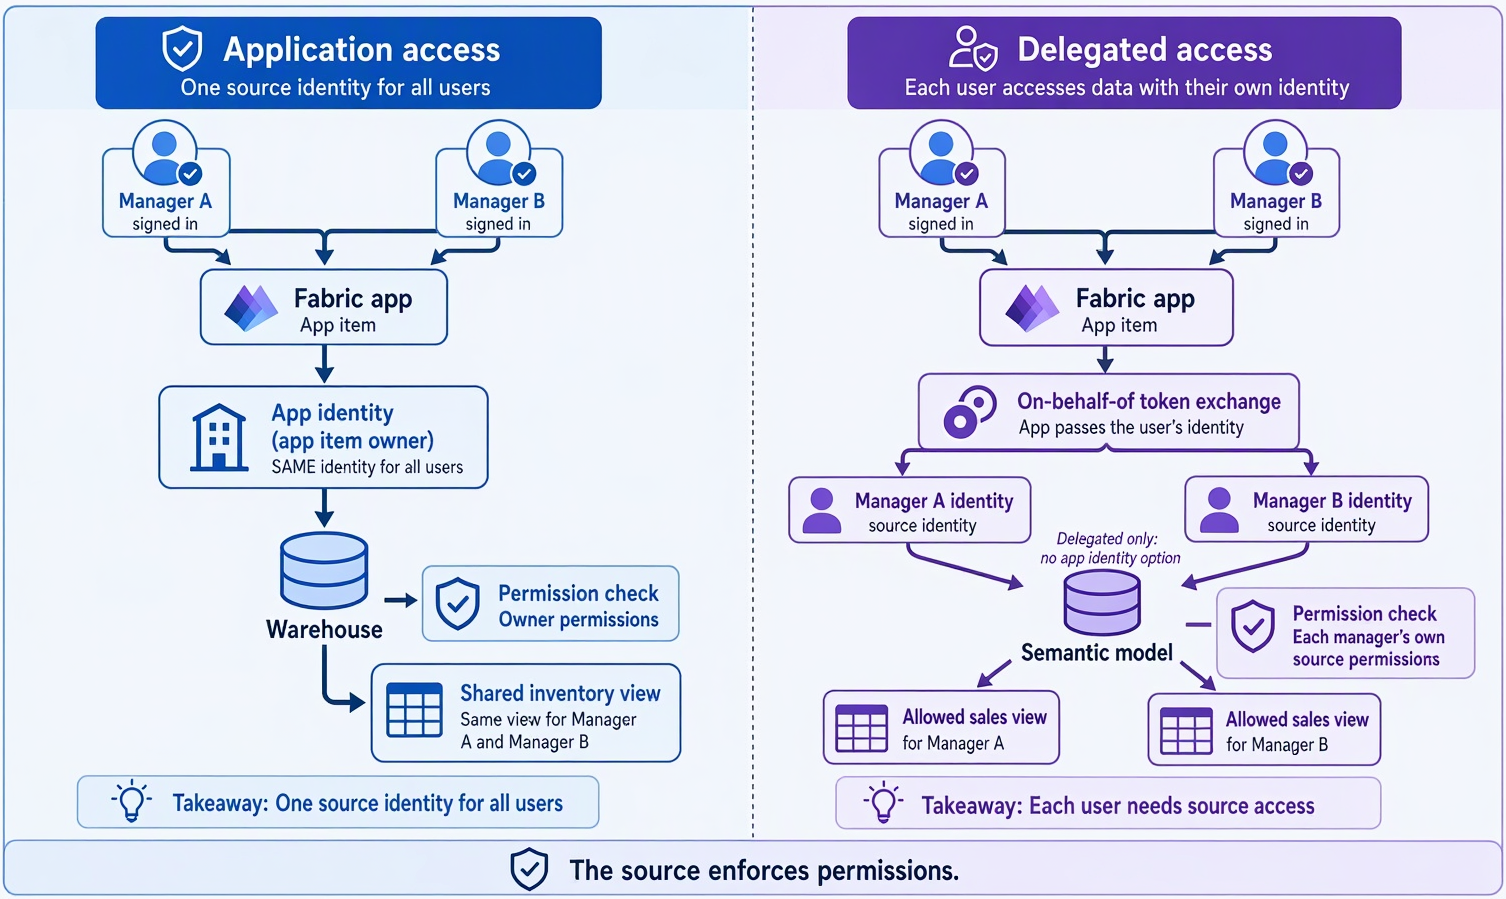 Application access
One source identity for all users
Manager A
signed in
Manager B
signed in
Fabric app
App item
App identity
(app item owner)
SAME identity for all users
Warehouse
Permission check
Owner permissions
Shared inventory view
Same view for Manager
A and Manager B
Takeaway: One source identity for all users
Delegated access
Each user accesses data with their own identity
Manager A
signed in
Manager B
signed in
Fabric app
App item
On-behalf-of token exchange
App passes the user's identity
Manager A identity
source identity
Manager B identity
source identity
Delegated only:
no app identity option
Semantic model
Permission check
Each manager's own
source permissions
Allowed sales view
for Manager A
Allowed sales view
for Manager B
Takeaway: Each user needs source access
The source enforces permissions.